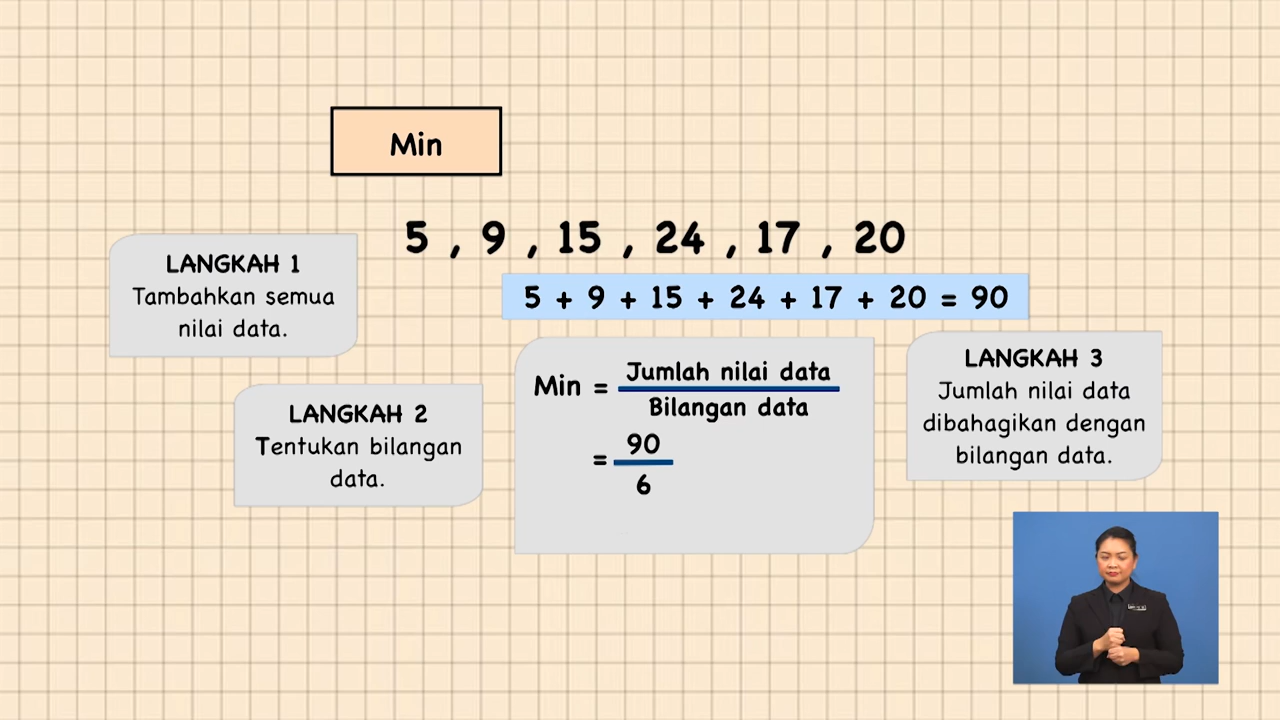 Min
5 , 9 , 15 , 24 , 17 , 20
5 + 9 + 15 + 24 + 17 + 20 = 90
LANGKAH 1
Tambahkan semua
nilai data.
LANGKAH 2
Tentukan bilangan
data.
Min = Jumlah nilai data
Bilangan data
= 90
6
LANGKAH 3
Jumlah nilai data
dibahagikan dengan
bilangan data.